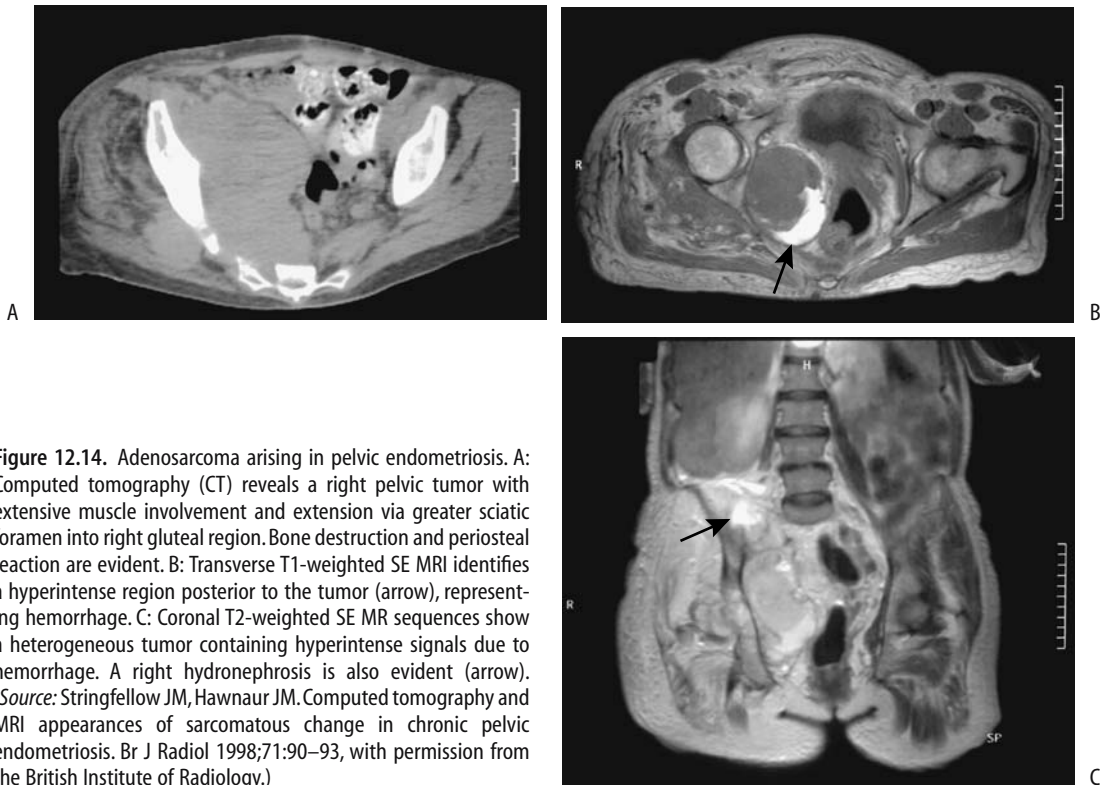 A
R
B
H
R
SP
C
Figure 12.14. Adenosarcoma arising in pelvic endometriosis. A:
Computed tomography (CT) reveals a right pelvic tumor with
extensive muscle involvement and extension via greater sciatic
foramen into right gluteal region. Bone destruction and periosteal
reaction are evident. B: Transverse T1-weighted SE MRI identifies
a hyperintense region posterior to the tumor (arrow), represent-
ing hemorrhage. C: Coronal T2-weighted SE MR sequences show
a heterogeneous tumor containing hyperintense signals due to
hemorrhage. A right hydronephrosis is also evident (arrow).
(Source: Stringfellow JM, Hawnaur JM. Computed tomography and
MRI appearances of sarcomatous change in chronic pelvic
endometriosis. Br J Radiol 1998;71:90–93, with permission from
the British Institute of Radiology.)